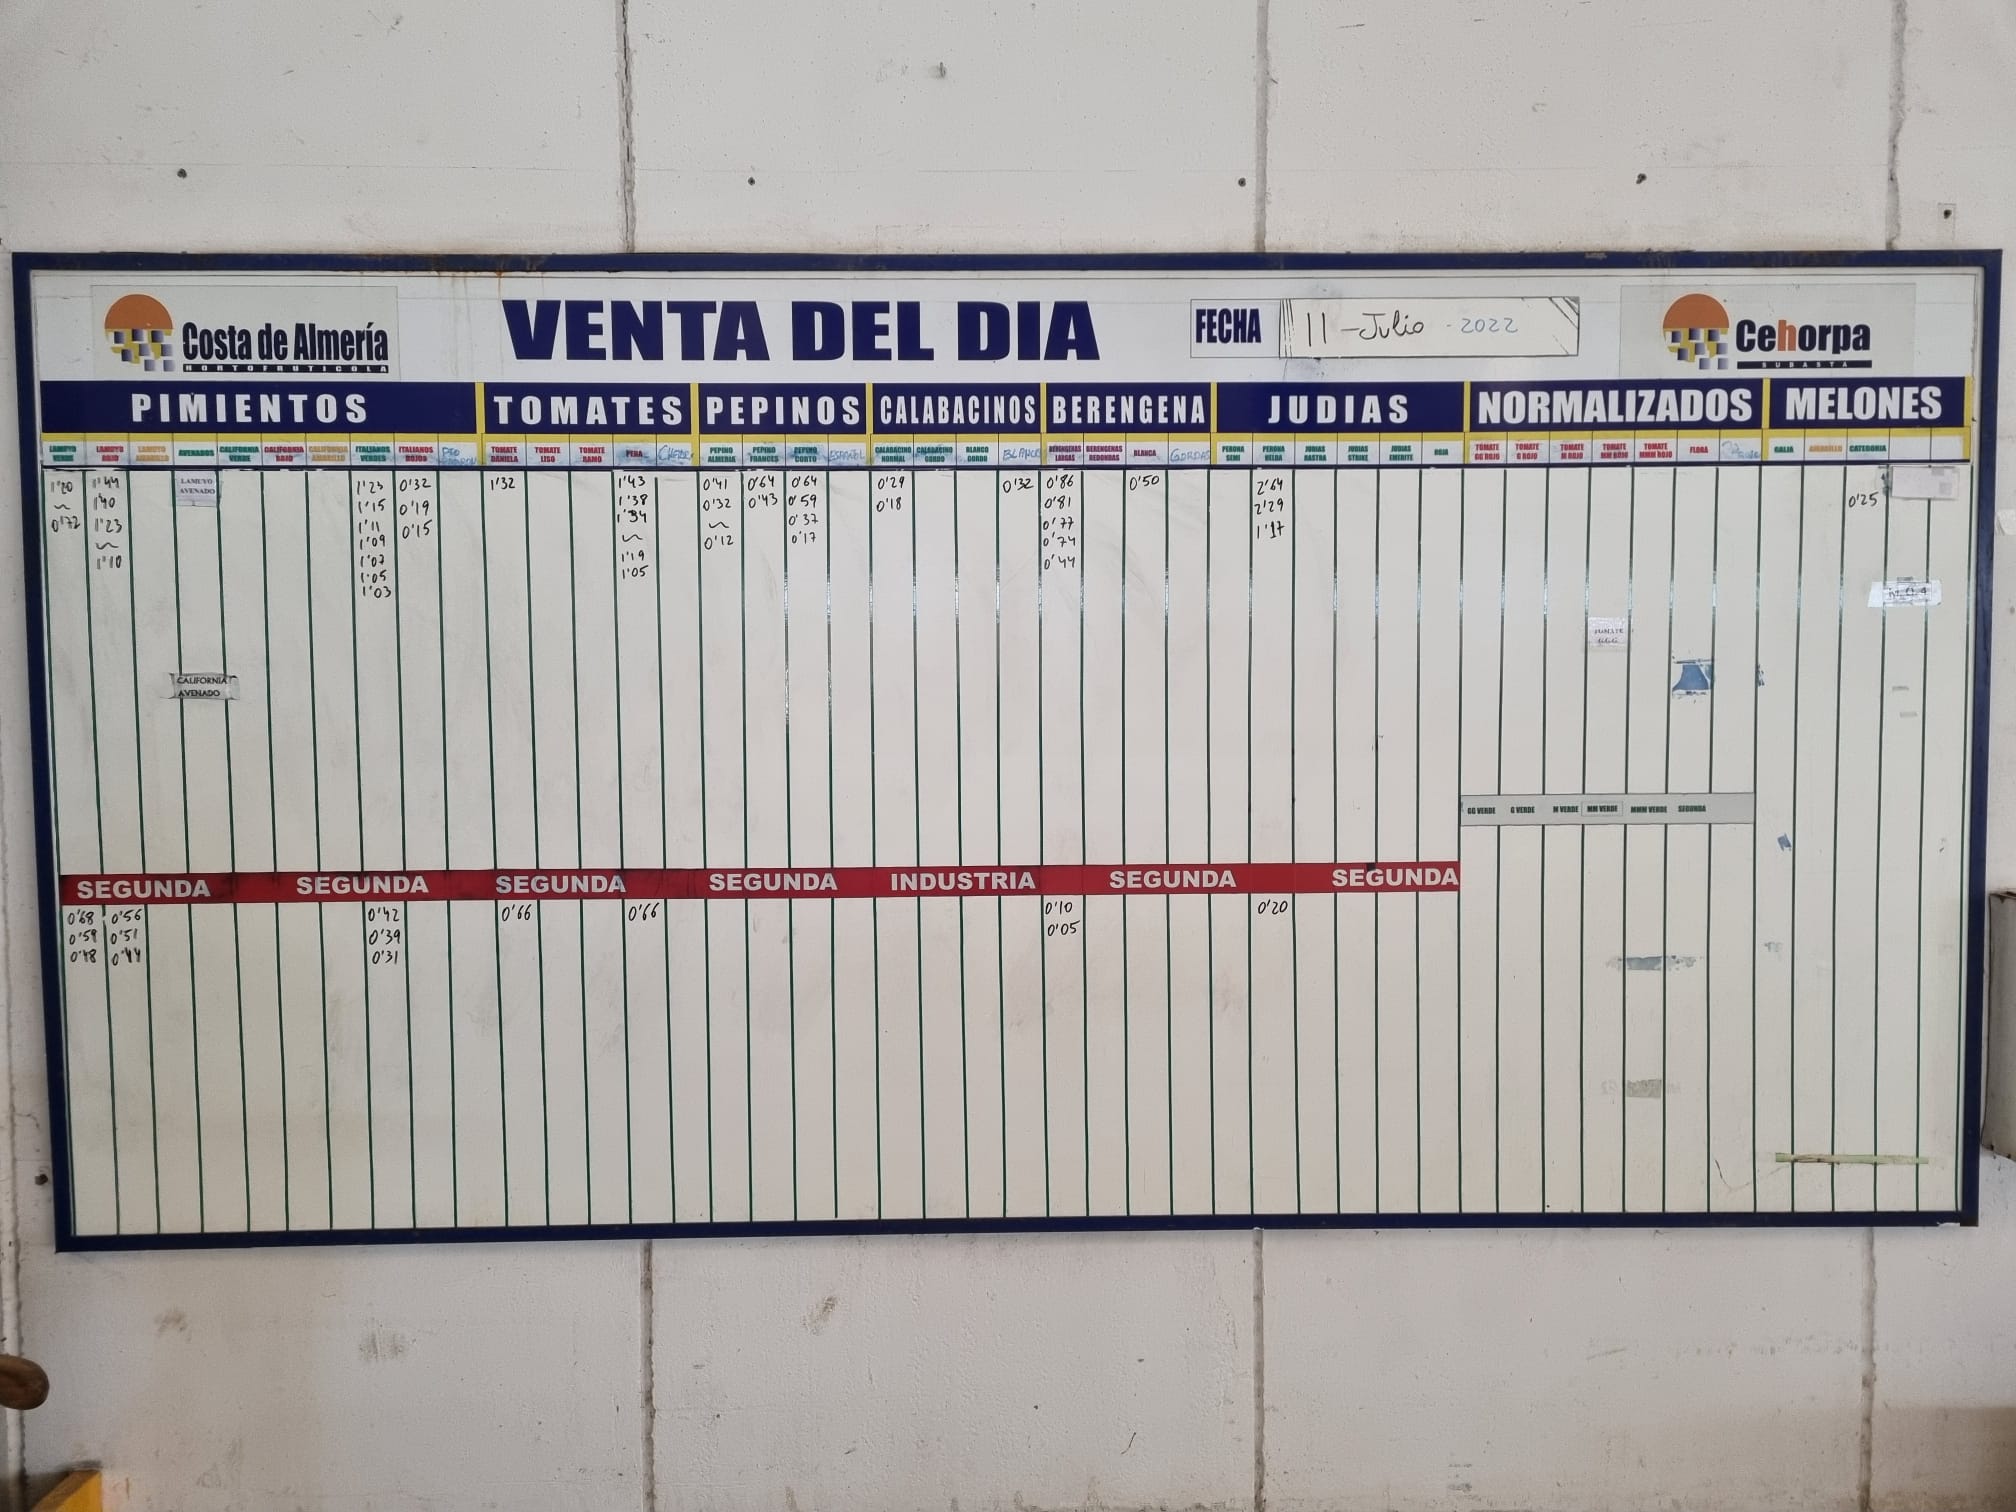 Costa de Almería
HORTOFRUTICOLA
VENTA DEL DIA
FECHA
11 - Julio - 2022
Cehorpa
SUBASTA
PIMIENTOS TOMATES PEPINOS CALABACINOS BERENGENA JUDIAS NORMALIZADOS MELONES
LAMUYO VERDE
LAMUYO ROJO
LAMUYO AMARILLO
AVENADOS
CALIFORNIA VERDE
CALIFORNIA ROJO
CALIFORNIA AMARILLO
ITALIANOS VERDES
ITALIANOS ROJOS
TOMATE DANIELA
TOMATE LISO
TOMATE RAMO
PERA
CHERRY
PEPINO ALMERIA
PEPINO FRANCES
PEPINO CORTO
ESPAÑOL
CALABACINO NORMAL
CALABACINO GORDO
BLANCO GORDO
BLANCO
BERENGENAS LARGAS
BERENGENAS REDONDAS
BLANCA
GORDAS
PERONA SEMI
PERONA HELDA
JUDIAS RASTRA
JUDIAS STRIKE
JUDIAS EMERITE
ROJA
TOMATE GG ROJO
TOMATE G ROJO
TOMATE M ROJO
TOMATE MM ROJO
TOMATE MMM ROJO
FLORA
GALIA
AMARILLO
CATEGORIA
1'20 1'44 1'23 0'32 1'32 1'43 0'41 0'64 0'64 0'29 0'32 0'86 0'50 2'64
~ 1'40 1'15 0'19 1'38 0'32 0'43 0'59 0'18 0'81 2'29 0'25
0'72 1'23 1'11 0'15 1'34 ~ 0'37 0'77 1'17
~ 1'09 ~ 0'12 0'17 0'74
1'10 1'07 1'19 0'44
1'05 1'05
1'03
LAMUYO AVENADO
CALIFORNIA AVENADO
TOMATE GGG
GG VERDE G VERDE M VERDE MM VERDE MMM VERDE SEGUNDA
SEGUNDA SEGUNDA SEGUNDA SEGUNDA INDUSTRIA SEGUNDA SEGUNDA
0'68 0'56 0'42 0'66 0'66 0'10 0'20
0'59 0'51 0'39 0'05
0'48 0'44 0'31